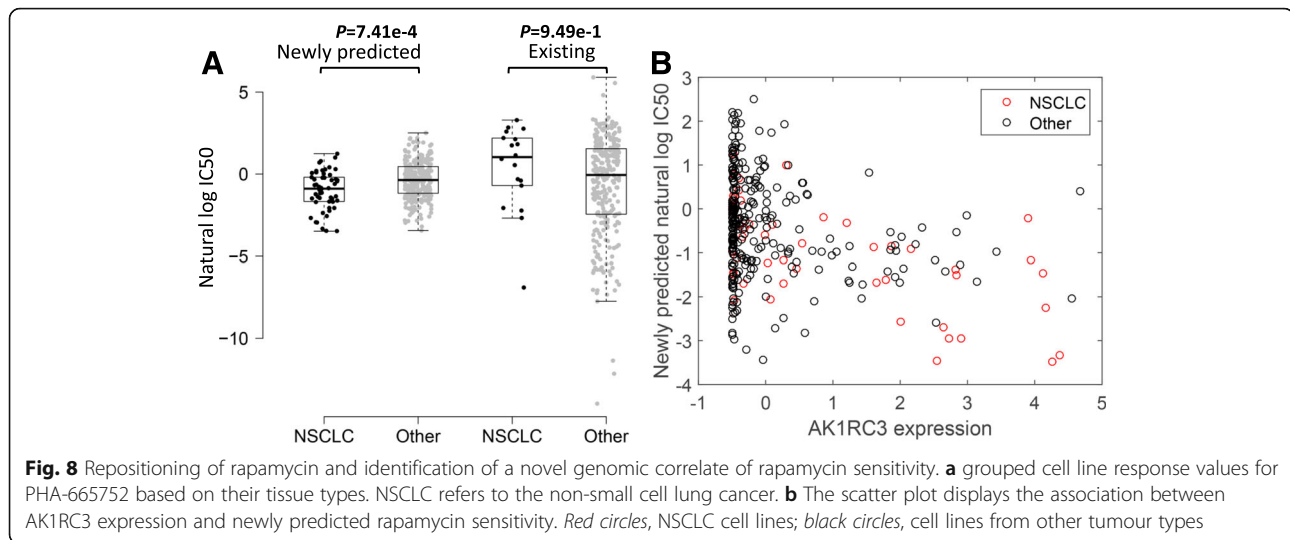 P=7.41e-4
Newly predicted
P=9.49e-1
Existing
A
Natural log IC50
5
0
−5
−10
NSCLC
Other
NSCLC
Other
B
Newly predicted natural log IC50
3
2
1
0
-1
-2
-3
-4
-1
0
1
2
3
4
5
AK1RC3 expression
NSCLC
Other
Fig. 8 Repositioning of rapamycin and identification of a novel genomic correlate of rapamycin sensitivity. a grouped cell line response values for
PHA-665752 based on their tissue types. NSCLC refers to the non-small cell lung cancer. b The scatter plot displays the association between
AK1RC3 expression and newly predicted rapamycin sensitivity. Red circles, NSCLC cell lines; black circles, cell lines from other tumour types